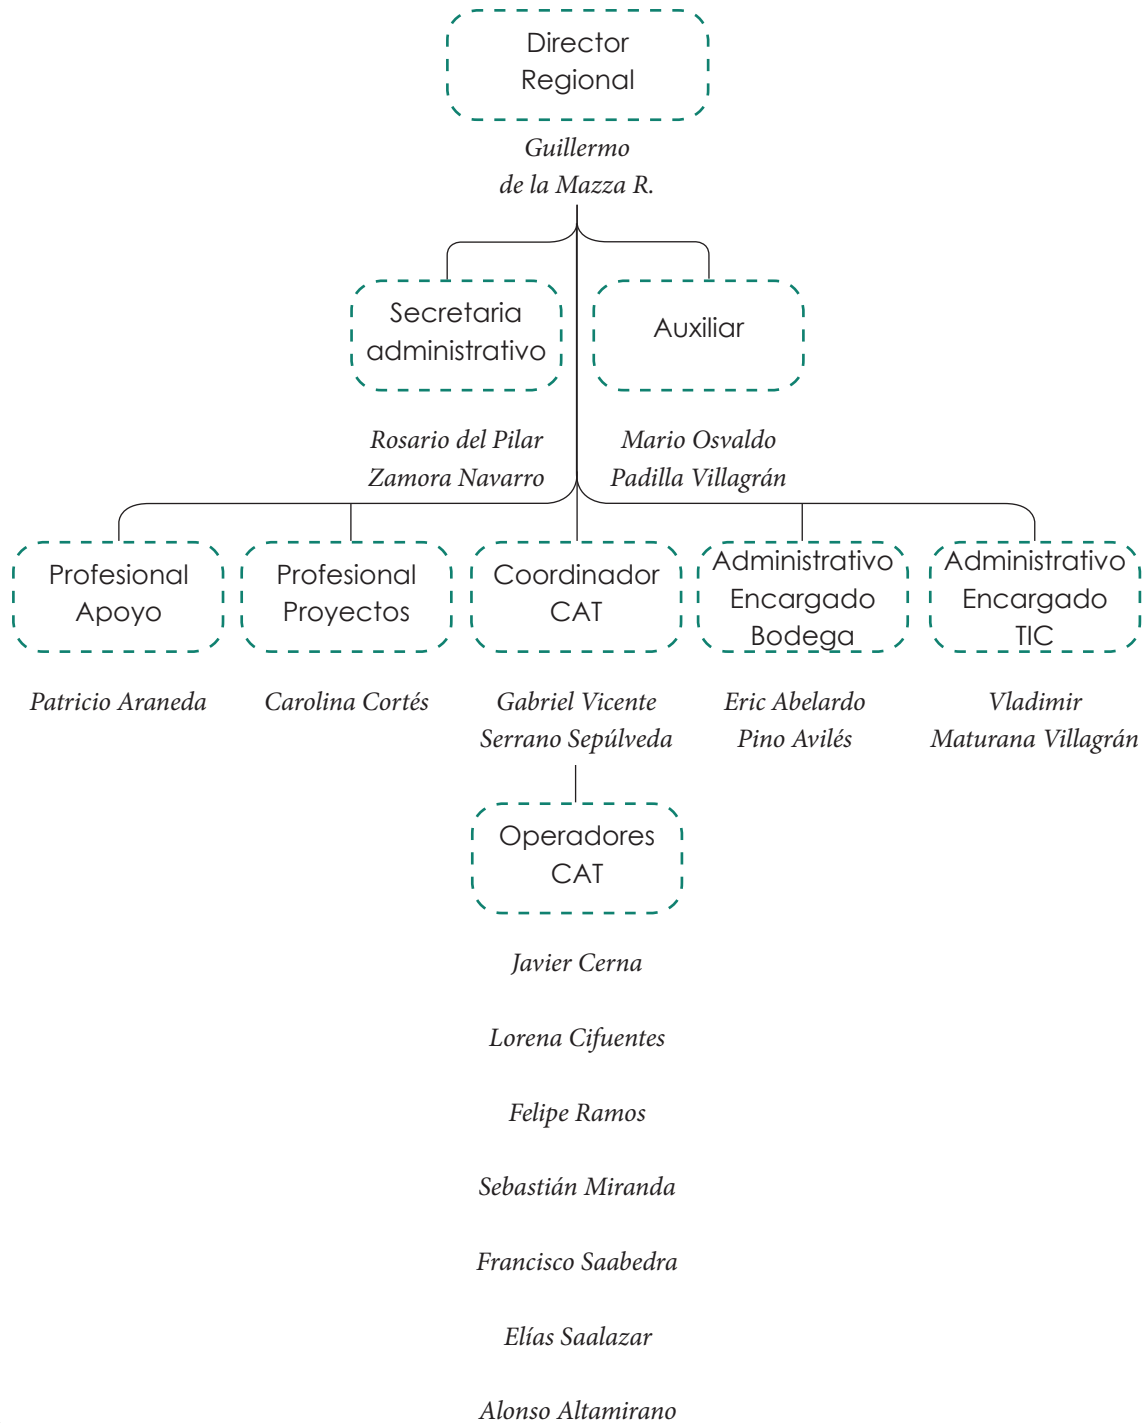 Director
Regional
Guillermo
de la Mazza R.
Secretaria
administrativo
Auxiliar
Rosario del Pilar
Zamora Navarro
Mario Osvaldo
Padilla Villagrán
Profesional
Apoyo
Profesional
Proyectos
Coordinador
CAT
Administrativo
Encargado
Bodega
Administrativo
Encargado
TIC
Patricio Araneda
Carolina Cortés
Gabriel Vicente
Serrano Sepúlveda
Eric Abelardo
Pino Avilés
Vladimir
Maturana Villagrán
Operadores
CAT
Javier Cerna
Lorena Cifuentes
Felipe Ramos
Sebastián Miranda
Francisco Saabedra
Elías Saalazar
Alonso Altamirano